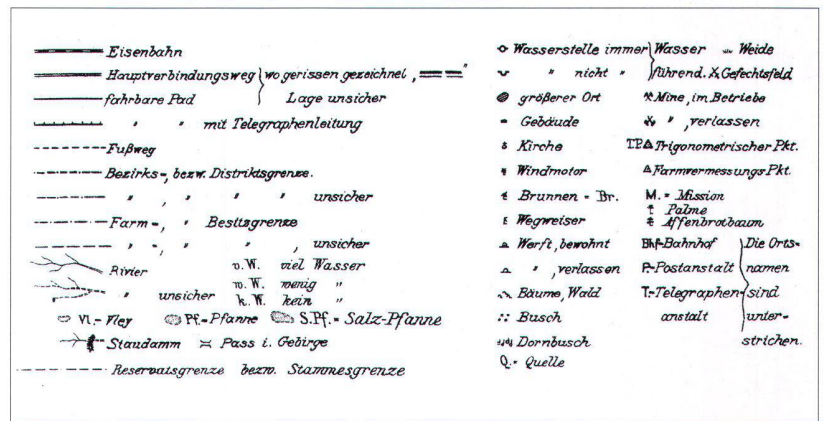 Eisenbahn
Hauptverbindungsweg } wo gerissen gezeichnet, „=== =="
fahrbare Pad } Lage unsicher
" " mit Telegraphenleitung
Fußweg
Bezirks-, bezw. Distriktsgrenze.
" , " " " unsicher
Farm-, " Besitzsgrenze
" -, " " , unsicher
Rivier v.W. viel Wasser
" unsicher w.W. wenig "
k.W. kein "
Vl.- Vley Pf.- Pfanne S.Pf.- Salz-Pfanne
Staudamm Pass i. Gebirge
Reservatsgrenze bezw. Stammesgrenze
Wasserstelle immer } Wasser
" nicht " } führend.
größerer Ort
Gebäude
Kirche
Windmotor
Brunnen = Br.
Wegweiser
Werft, bewohnt
" , verlassen
Bäume, Wald
Busch
Dornbusch
Q.- Quelle
Weide
Gefechtsfeld
Mine, im Betriebe
" , verlassen
T.P. Trigonometrischer Pkt.
Farmvermessungs Pkt.
M. = Mission
Palme
Affenbrotbaum
Bhf-Bahnhof } Die Orts=
P.-Postanstalt } namen
T.-Telegraphen- } sind
anstalt } unter-
strichen.